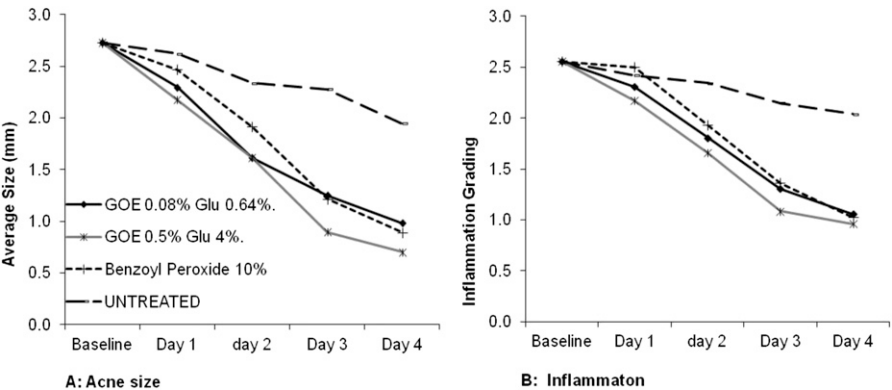 3.0
2.5
2.0
1.5
1.0
0.5
0.0
Average Size (mm)
GOE 0.08% Glu 0.64%.
GOE 0.5% Glu 4%.
Benzoyl Peroxide 10%
UNTREATED
Baseline Day 1 day 2 Day 3 Day 4
A: Acne size
3.0
2.5
2.0
1.5
1.0
0.5
0.0
Inflammation Grading
Baseline Day 1 day 2 Day 3 Day 4
B: Inflammaton